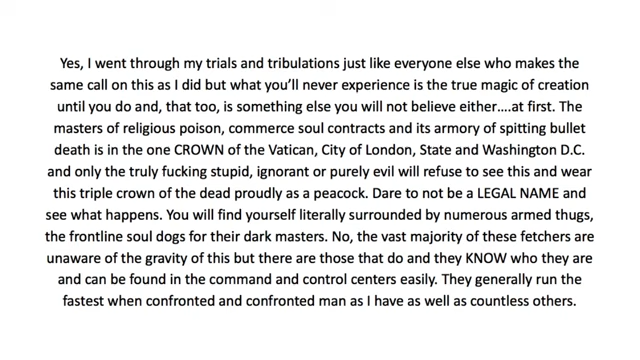 Yes, I went through my trials and tribulations just like everyone else who makes the
same call on this as I did but what you’ll never experience is the true magic of creation
until you do and, that too, is something else you will not believe either….at first. The
masters of religious poison, commerce soul contracts and its armory of spitting bullet
death is in the one CROWN of the Vatican, City of London, State and Washington D.C.
and only the truly fucking stupid, ignorant or purely evil will refuse to see this and wear
this triple crown of the dead proudly as a peacock. Dare to not be a LEGAL NAME and
see what happens. You will find yourself literally surrounded by numerous armed thugs,
the frontline soul dogs for their dark masters. No, the vast majority of these fetchers are
unaware of the gravity of this but there are those that do and they KNOW who they are
and can be found in the command and control centers easily. They generally run the
fastest when confronted and confronted man as I have as well as countless others.